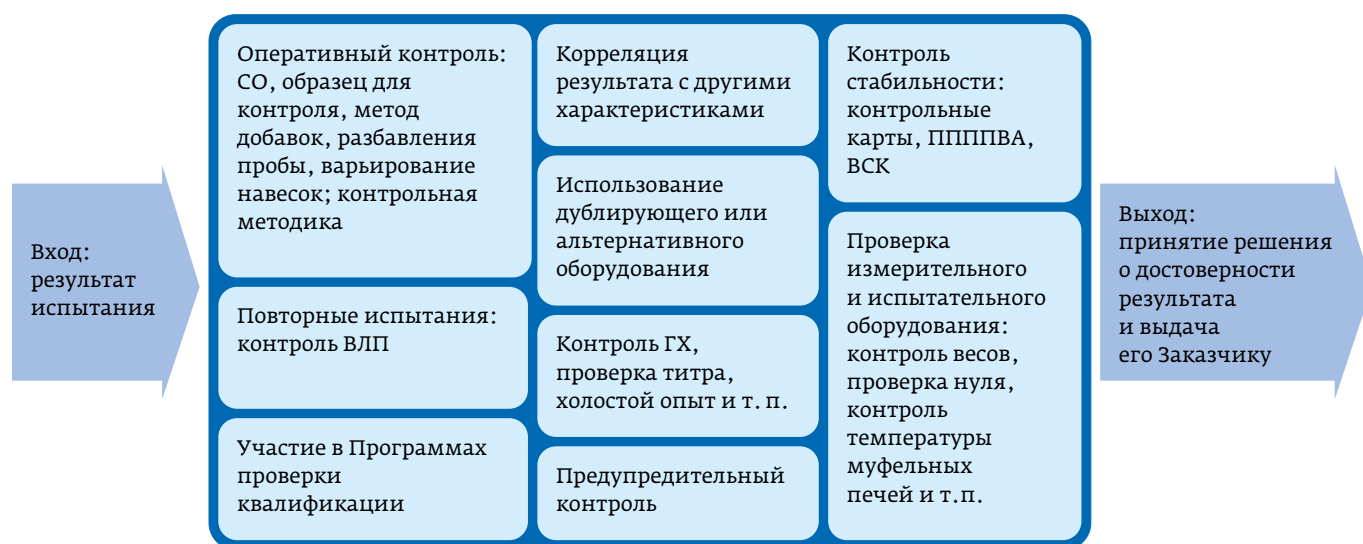 Вход:
результат
испытания
Оперативный контроль:
СО, образец для
контроля, метод
добавок, разбавления
пробы, варьирование
навесок; контрольная
методика
Повторные испытания:
контроль ВЛП
Участие в Программах
проверки
квалификации
Корреляция
результата с другими
характеристиками
Использование
дублирующего или
альтернативного
оборудования
Контроль ГХ,
проверка титра,
холостой опыт и т. п.
Предупредительный
контроль
Контроль
стабильности:
контрольные
карты, ППППВА,
ВСК
Проверка
измерительного
и испытательного
оборудования:
контроль весов,
проверка нуля,
контроль
температуры
муфельных
печей и т.п.
Выход:
принятие решения
о достоверности
результата
и выдача
его Заказчику